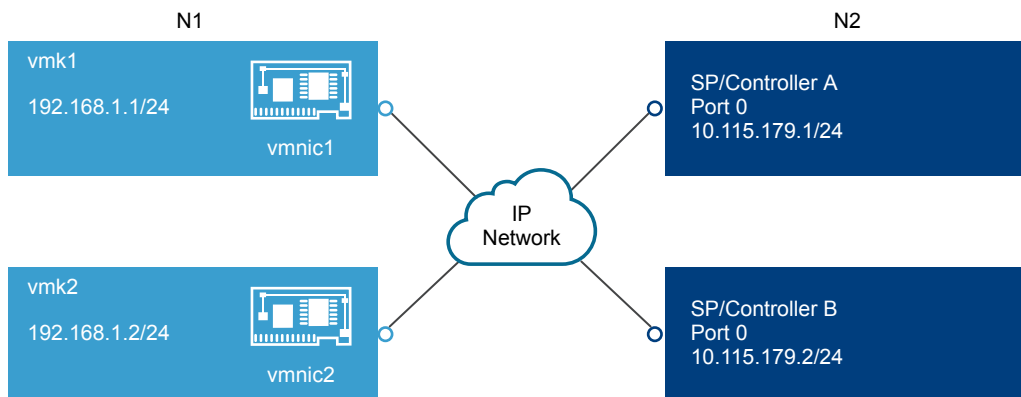 N1
N2
vmk1
192.168.1.1/24
vmnic1
SP/Controller A
Port 0
10.115.179.1/24
IP
Network
vmk2
192.168.1.2/24
vmnic2
SP/Controller B
Port 0
10.115.179.2/24